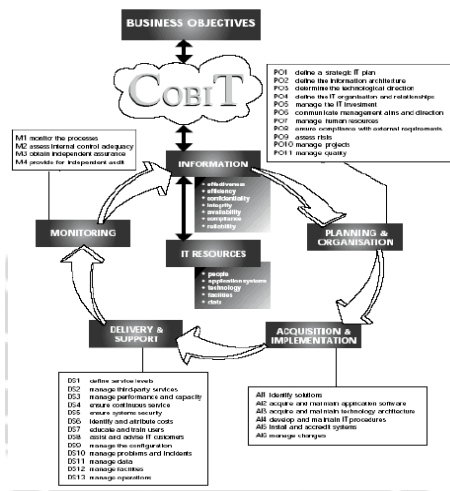 BUSINESS OBJECTIVES
COBIT
PO1 define a strategic IT plan
PO2 define the information architecture
PO3 determine the technological direction
PO4 define the IT organisation and relationships
PO5 manage the IT investment
PO6 communicate management aims and direction
PO7 manage human resources
PO8 ensure compliance with external requirements
PO9 assess risks
PO10 manage projects
PO11 manage quality
M1 monitor the processes
M2 assess internal control adequacy
M3 obtain independent assurance
M4 provide for independent audit
INFORMATION
• effectiveness
• efficiency
• confidentiality
• integrity
• availability
• compliance
• reliability
MONITORING
PLANNING &
ORGANISATION
IT RESOURCES
• people
• application systems
• technology
• facilities
• data
DELIVERY &
SUPPORT
ACQUISITION &
IMPLEMENTATION
DS1 define service levels
DS2 manage third-party services
DS3 manage performance and capacity
DS4 ensure continuous service
DS5 ensure systems security
DS6 identify and attribute costs
DS7 educate and train users
DS8 assist and advise IT customers
DS9 manage the configuration
DS10 manage problems and incidents
DS11 manage data
DS12 manage facilities
DS13 manage operations
AI1 identify solutions
AI2 acquire and maintain application software
AI3 acquire and maintain technology architecture
AI4 develop and maintain IT procedures
AI5 install and accredit systems
AI6 manage changes